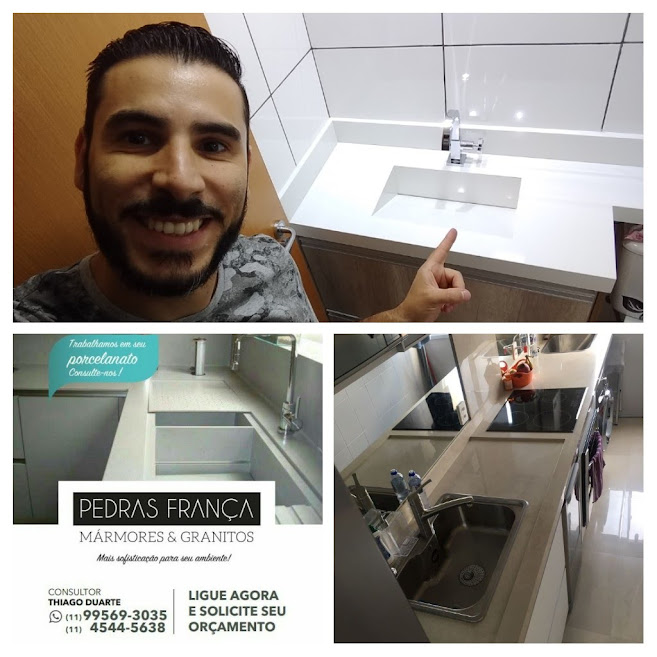 Trabalhamos em seu
porcelanato
Consulte-nos!
PEDRAS FRANÇA
MÁRMORES & GRANITOS
Mais sofisticação para seu ambiente!
CONSULTOR
THIAGO DUARTE
(11) 99569-3035
(11) 4544-5638
LIGUE AGORA
E SOLICITE SEU
ORÇAMENTO